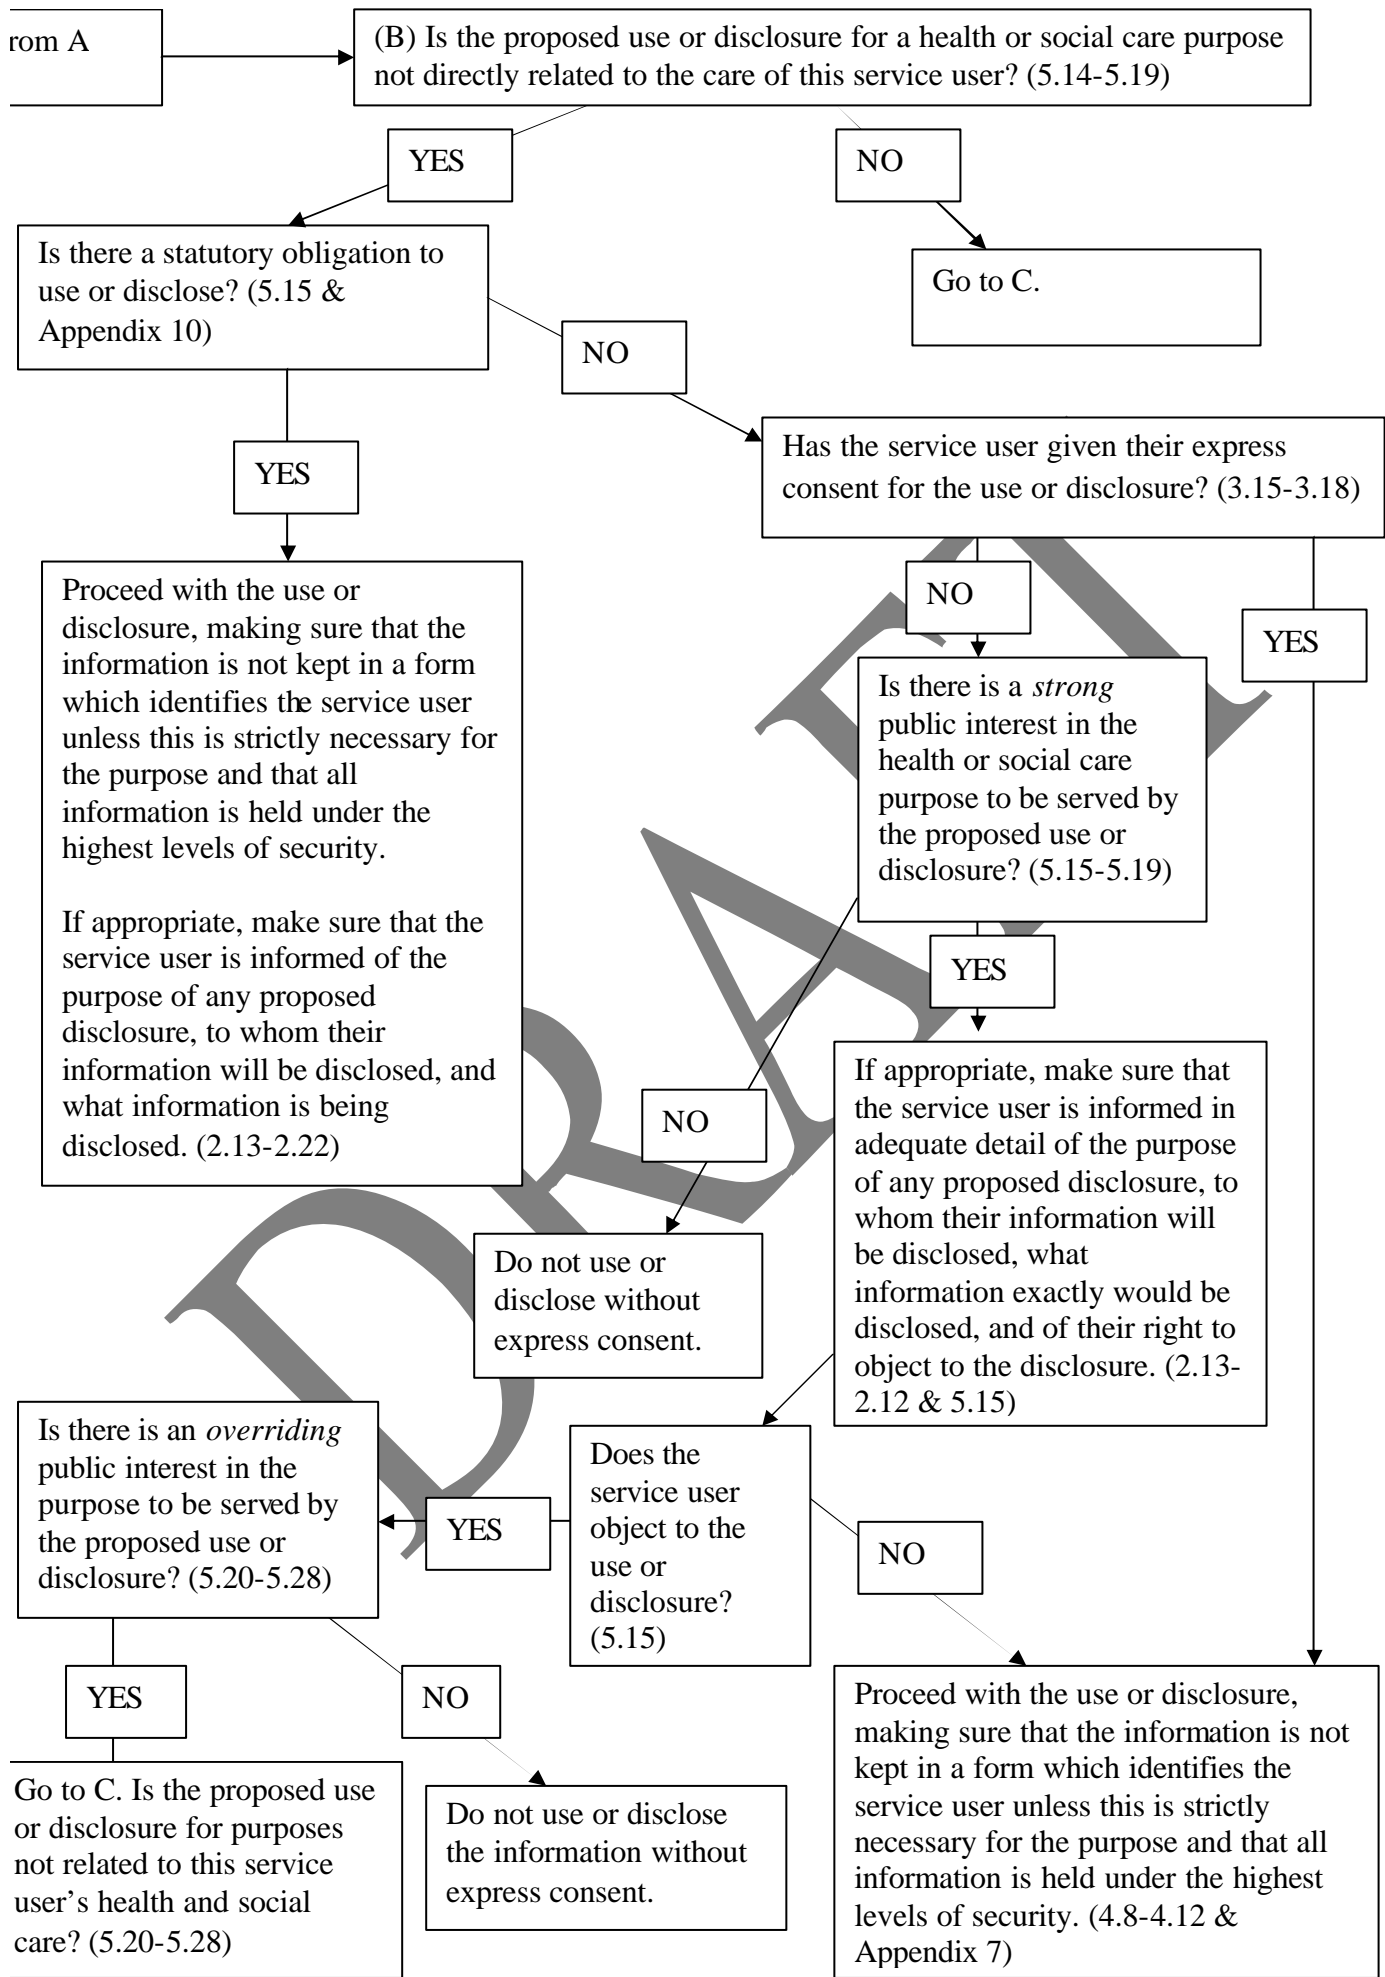 rom A
(B) Is the proposed use or disclosure for a health or social care purpose
not directly related to the care of this service user? (5.14-5.19)
YES
NO
Is there a statutory obligation to
use or disclose? (5.15 &
Appendix 10)
Go to C.
NO
YES
Has the service user given their express
consent for the use or disclosure? (3.15-3.18)
Proceed with the use or
disclosure, making sure that the
information is not kept in a form
which identifies the service user
unless this is strictly necessary for
the purpose and that all
information is held under the
highest levels of security.
If appropriate, make sure that the
service user is informed of the
purpose of any proposed
disclosure, to whom their
information will be disclosed, and
what information is being
disclosed. (2.13-2.22)
NO
YES
Is there is a strong
public interest in the
health or social care
purpose to be served by
the proposed use or
disclosure? (5.15-5.19)
YES
NO
If appropriate, make sure that
the service user is informed in
adequate detail of the purpose
of any proposed disclosure, to
whom their information will
be disclosed, what
information exactly would be
disclosed, and of their right to
object to the disclosure. (2.13-
2.12 & 5.15)
Do not use or
disclose without
express consent.
Is there is an overriding
public interest in the
purpose to be served by
the proposed use or
disclosure? (5.20-5.28)
YES
Does the
service user
object to the
use or
disclosure?
(5.15)
NO
YES
NO
Go to C. Is the proposed use
or disclosure for purposes
not related to this service
user's health and social
care? (5.20-5.28)
Do not use or disclose
the information without
express consent.
Proceed with the use or disclosure,
making sure that the information is not
kept in a form which identifies the
service user unless this is strictly
necessary for the purpose and that all
information is held under the highest
levels of security. (4.8-4.12 &
Appendix 7)
DRAFT